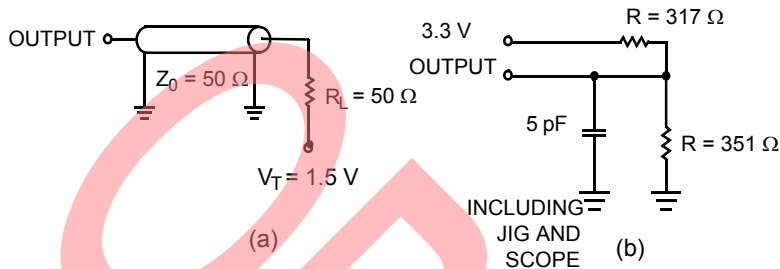 OUTPUT
Z0 = 50 Ω
RL = 50 Ω
VT = 1.5 V
(a)
3.3 V
OUTPUT
R = 317 Ω
5 pF
R = 351 Ω
INCLUDING
JIG AND
SCOPE
(b)